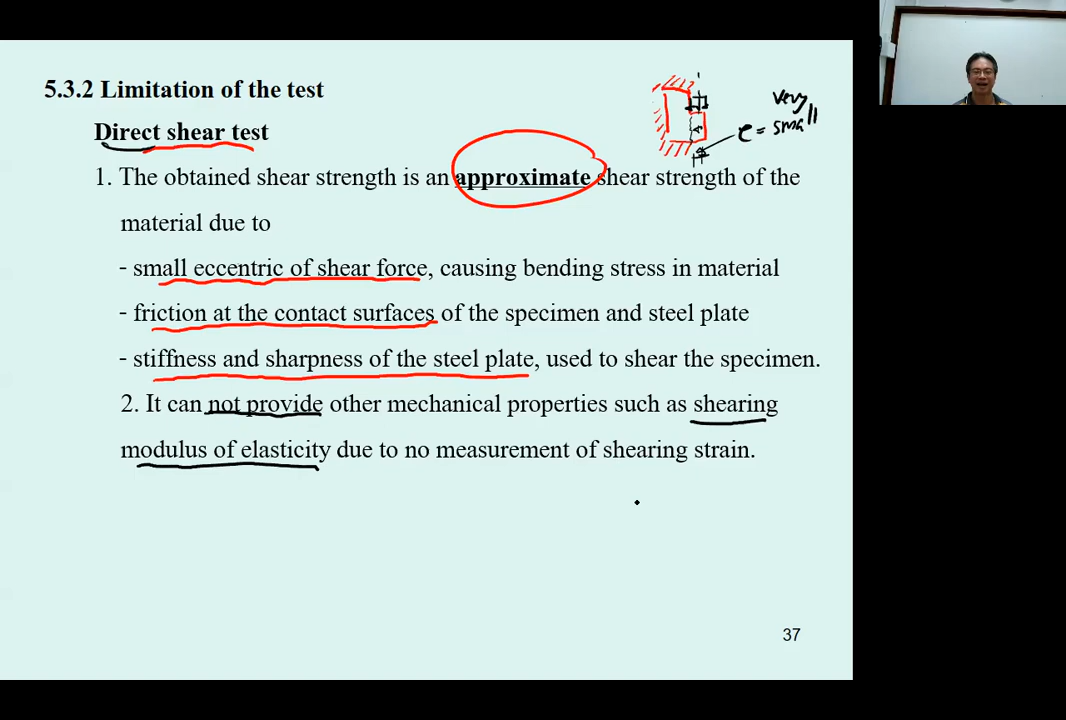 5.3.2 Limitation of the test
very
e = small
Direct shear test
1. The obtained shear strength is an approximate shear strength of the
material due to
- small eccentric of shear force, causing bending stress in material
- friction at the contact surfaces of the specimen and steel plate
- stiffness and sharpness of the steel plate, used to shear the specimen.
2. It can not provide other mechanical properties such as shearing
modulus of elasticity due to no measurement of shearing strain.
37